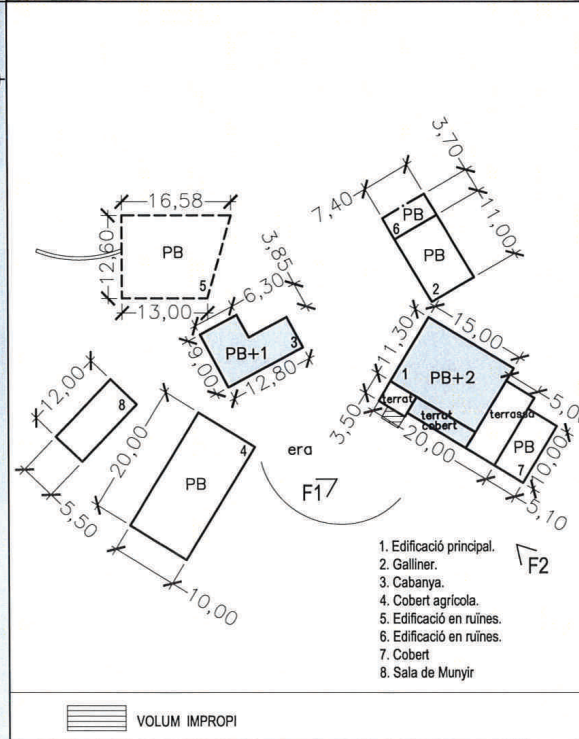 3,70
7,40
11,00
PB
6
PB
2
16,58
12,60
PB
5
13,00
3,85
6,30
9,00
PB+1
3
12,80
11,30
15,00
1
PB+2
terrat
terrat
cobert
terrassa
3,50
20,00
PB
7
10,00
5,10
12,00
8
5,50
20,00
PB
4
10,00
era
F1
F2
1. Edificació principal.
2. Galliner.
3. Cabanya.
4. Cobert agrícola.
5. Edificació en ruïnes.
6. Edificació en ruïnes.
7. Cobert
8. Sala de Munyir
VOLUM IMPROPI